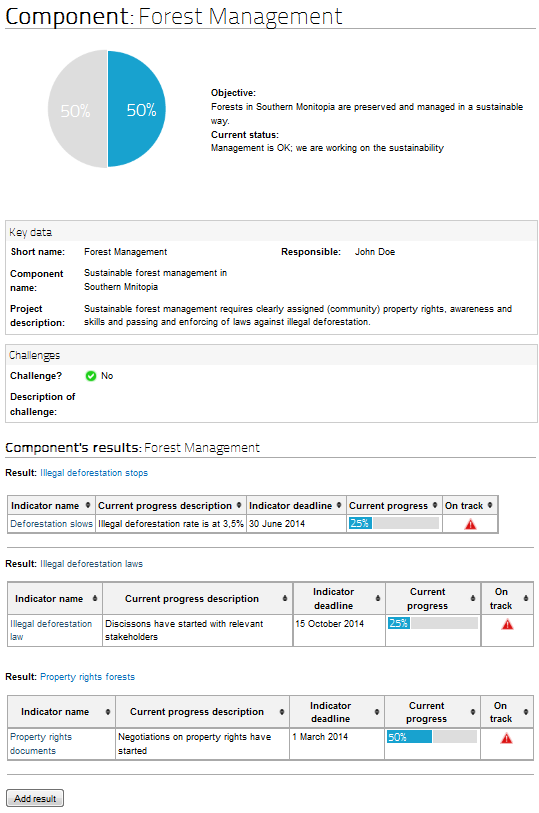 Component: Forest Management
50%
50%
Objective:
Forests in Southern Monitopia are preserved and managed in a sustainable
way.
Current status:
Management is OK; we are working on the sustainability
Key data
Short name: Forest Management Responsible: John Doe
Component Sustainable forest management in
name: Southern Mnitopia
Project Sustainable forest management requires clearly assigned (community) property rights, awareness and
description: skills and passing and enforcing of laws against illegal deforestation.
Challenges
Challenge? No
Description of
challenge:
Component's results: Forest Management
Result: Illegal deforestation stops
Indicator name Current progress description Indicator deadline Current progress On track
Deforestation slows Illegal deforestation rate is at 3,5% 30 June 2014 25%
Result: Illegal deforestation laws
Indicator name Current progress description Indicator deadline Current progress On track
Illegal deforestation Discissons have started with relevant 15 October 2014 25%
law stakeholders
Result: Property rights forests
Indicator name Current progress description Indicator deadline Current progress On track
Property rights Negotiations on property rights have 1 March 2014 50%
documents started
Add result